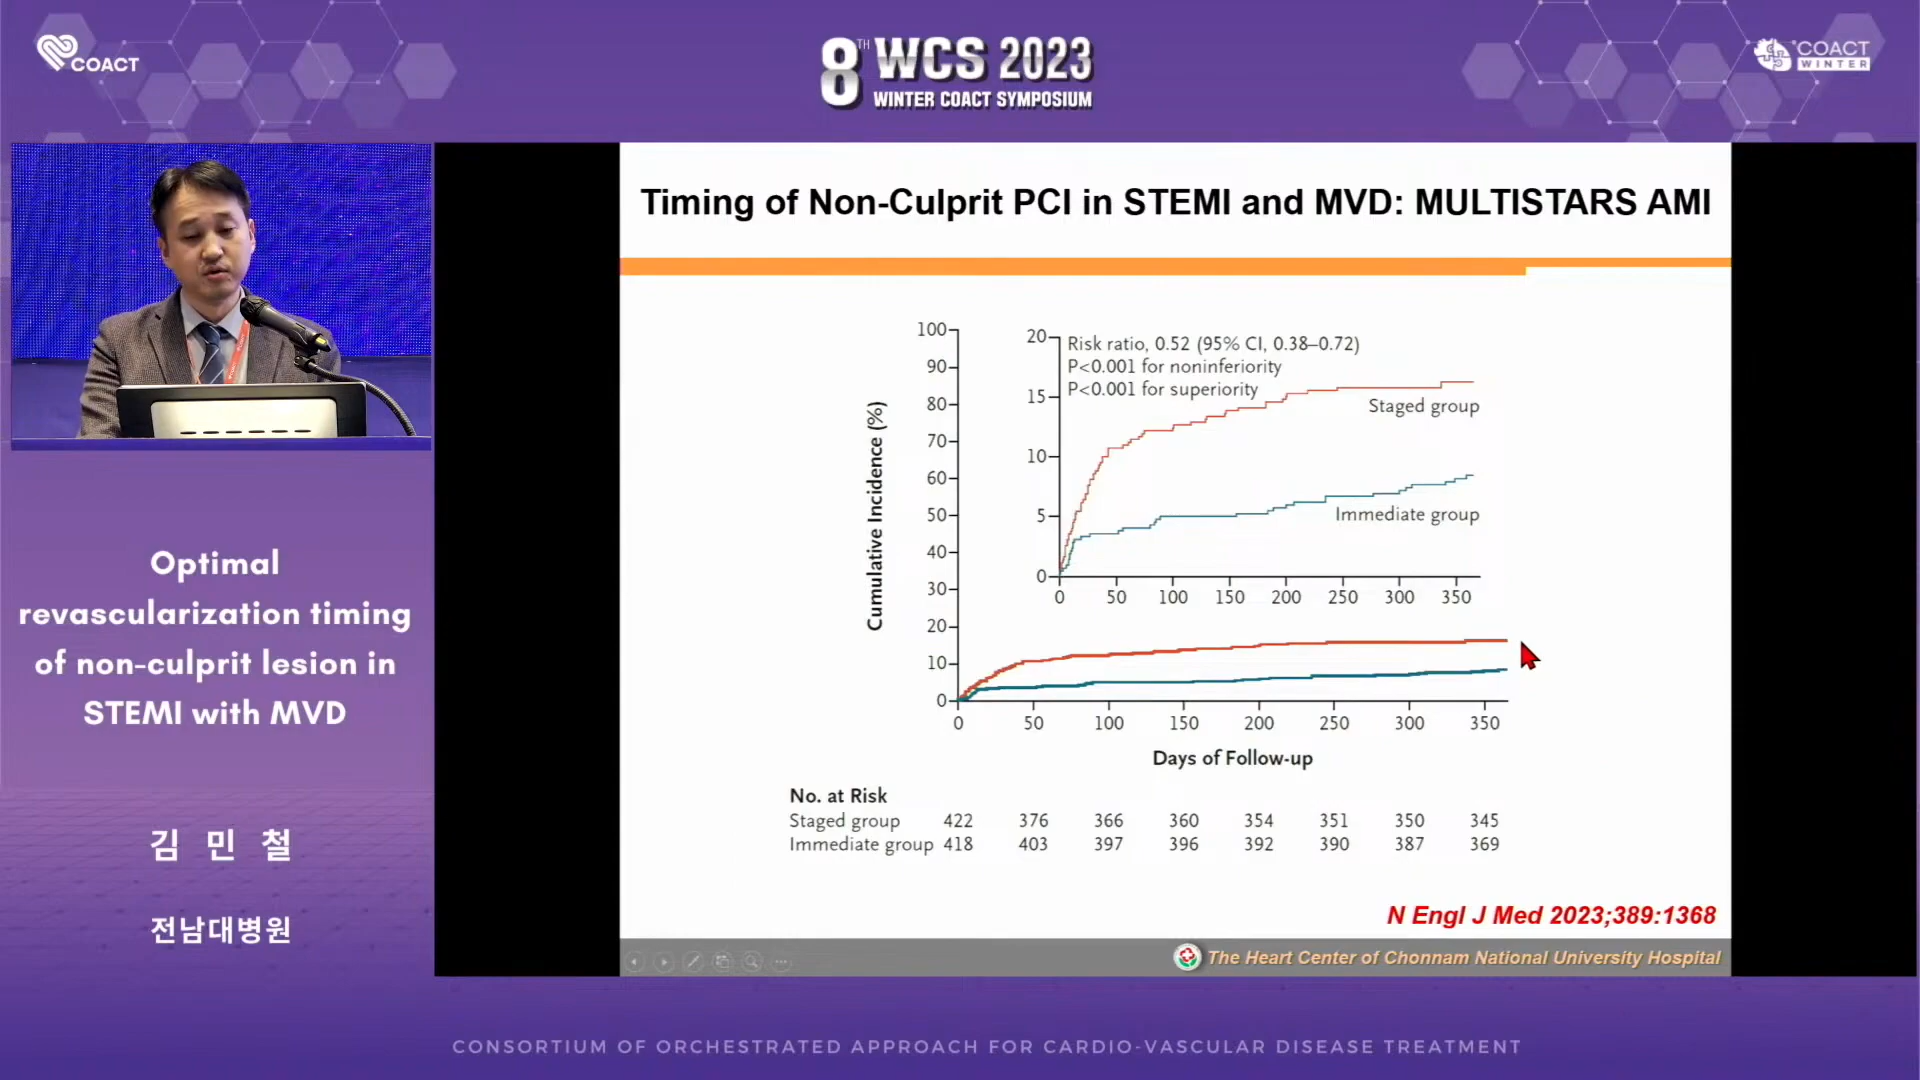 COACT
8TH WCS 2023
WINTER COACT SYMPOSIUM
COACT
WINTER
Optimal
revascularization timing
of non-culprit lesion in
STEMI with MVD
김 민 철
전남대병원
Timing of Non-Culprit PCI in STEMI and MVD: MULTISTARS AMI
Cumulative Incidence (%)
100
90
80
70
60
50
40
30
20
10
0
20
15
10
5
0
Risk ratio, 0.52 (95% CI, 0.38–0.72)
P<0.001 for noninferiority
P<0.001 for superiority
Staged group
Immediate group
0 50 100 150 200 250 300 350
0 50 100 150 200 250 300 350
Days of Follow-up
No. at Risk
Staged group 422 376 366 360 354 351 350 345
Immediate group 418 403 397 396 392 390 387 369
N Engl J Med 2023;389:1368
The Heart Center of Chonnam National University Hospital
CONSORTIUM OF ORCHESTRATED APPROACH FOR CARDIO-VASCULAR DISEASE TREATMENT